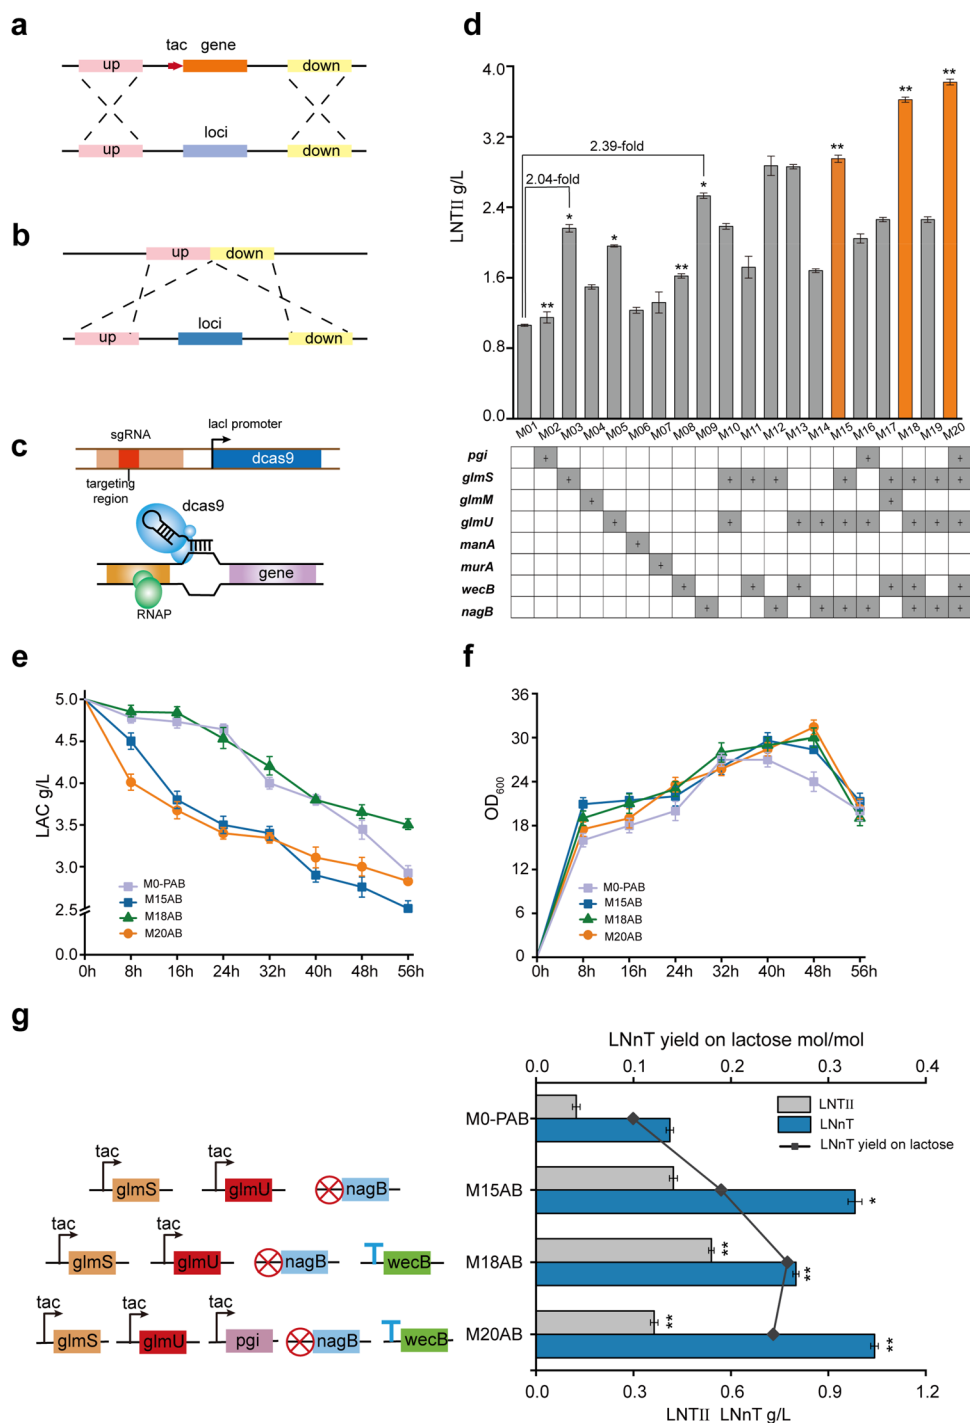 a
tac gene
up down
loci
up down
b
up down
loci
up down
c
sgRNA
lacI promoter
dcas9
targeting
region
dcas9
gene
RNAP
d
LNTII g/L
4.0
3.2
2.4
1.6
0.8
0.0
2.04-fold
2.39-fold
** * * ** * ** ** **
M01 M02 M03 M04 M05 M06 M07 M08 M09 M10 M11 M12 M13 M14 M15 M16 M17 M18 M19 M20
pgi + + +
glmS + + + + + + + +
glmM + +
glmU + + + + + + + +
manA +
murA +
wecB + + + + + + +
nagB + + + + + + + +
e
LAC g/L
5.0
4.5
4.0
3.5
3.0
2.5
0.0
M0-PAB
M15AB
M18AB
M20AB
0h 8h 16h 24h 32h 40h 48h 56h
f
OD600
36
30
24
18
12
6
0
M0-PAB
M15AB
M18AB
M20AB
0h 8h 16h 24h 32h 40h 48h 56h
g
tac tac
glmS glmU nagB
tac tac
glmS glmU nagB wecB
tac tac tac
glmS glmU pgi nagB wecB
LNnT yield on lactose mol/mol
0.0 0.1 0.2 0.3 0.4
LNTII
LNnT
LNnT yield on lactose
M0-PAB
M15AB
*
M18AB
**
**
M20AB
**
**
0.0 0.3 0.6 0.9 1.2
LNTII LNnT g/L